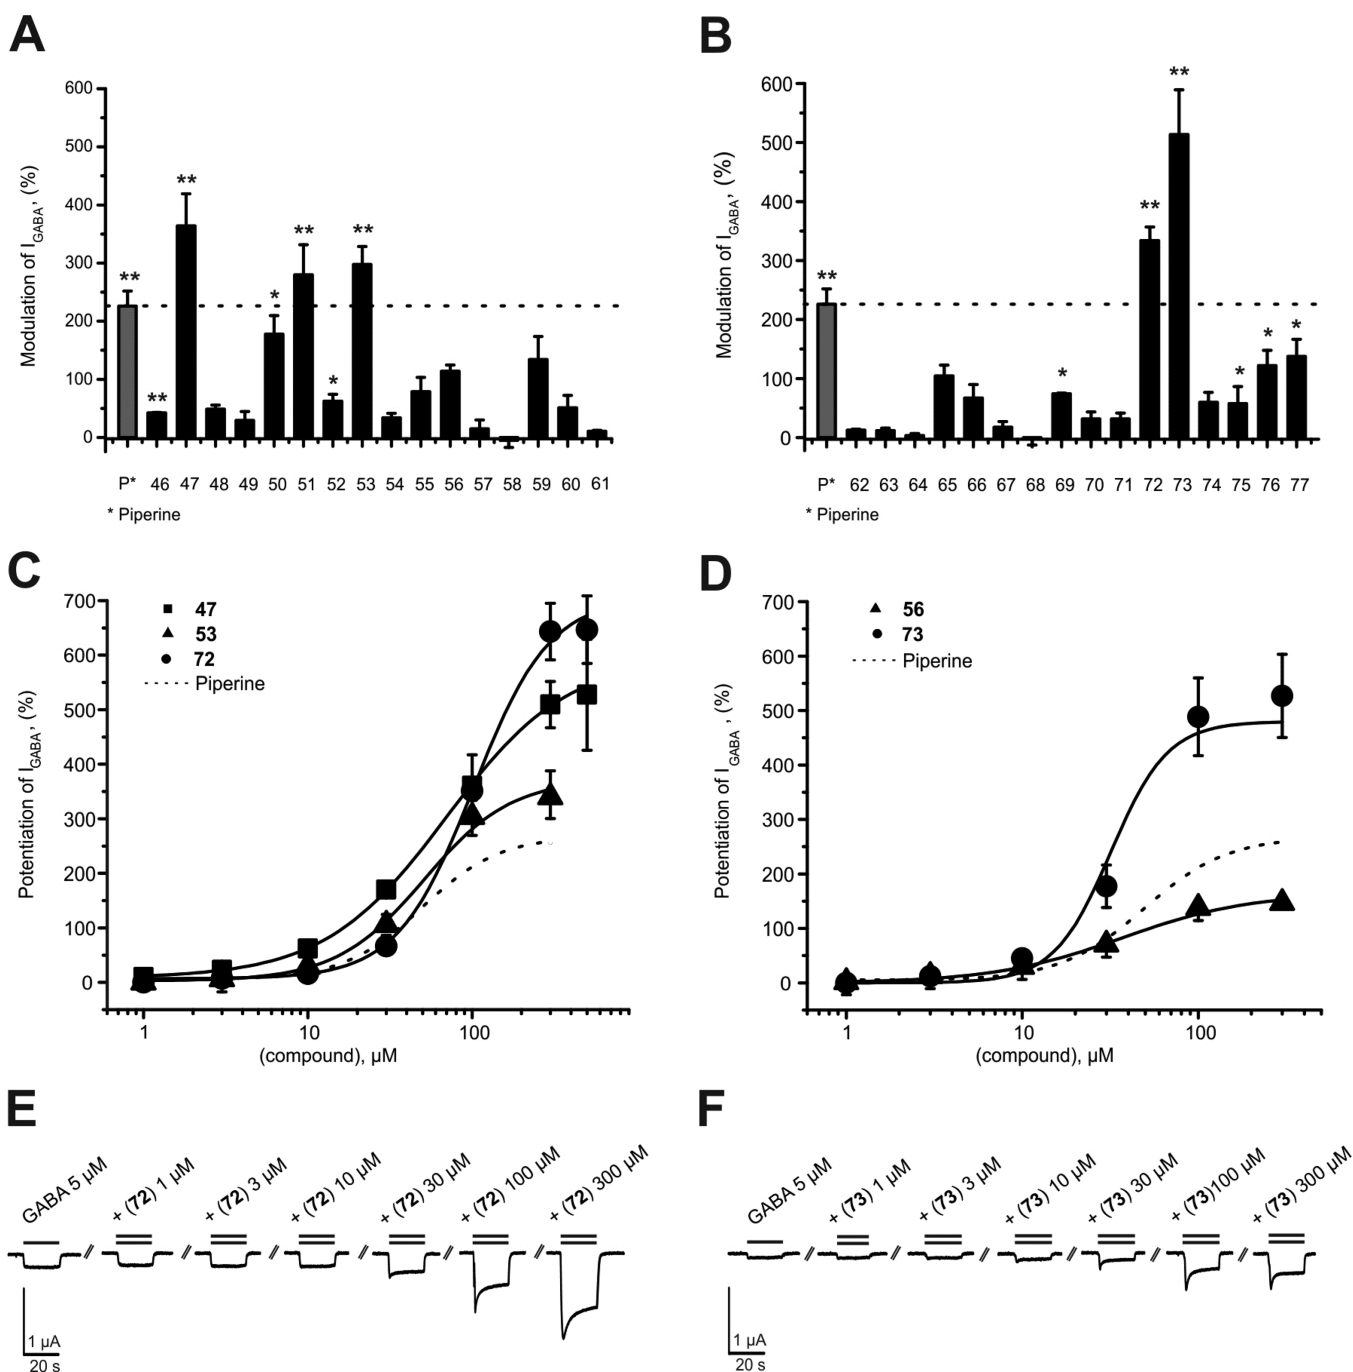 A
Modulation of I_GABA, (%)
600
500
400
300
200
100
0
** ** ** * ** * **
P* 46 47 48 49 50 51 52 53 54 55 56 57 58 59 60 61
* Piperine
B
Modulation of I_GABA, (%)
600
500
400
300
200
100
0
** * ** ** * * *
P* 62 63 64 65 66 67 68 69 70 71 72 73 74 75 76 77
* Piperine
C
Potentiation of I_GABA, (%)
700
600
500
400
300
200
100
0
47
53
72
Piperine
1 10 100
(compound), µM
D
Potentiation of I_GABA, (%)
700
600
500
400
300
200
100
0
56
73
Piperine
1 10 100
(compound), µM
E
GABA 5 µM
+ (72) 1 µM
+ (72) 3 µM
+ (72) 10 µM
+ (72) 30 µM
+ (72) 100 µM
+ (72) 300 µM
1 µA
20 s
F
GABA 5 µM
+ (73) 1 µM
+ (73) 3 µM
+ (73) 10 µM
+ (73) 30 µM
+ (73)100 µM
+ (73) 300 µM
1 µA
20 s